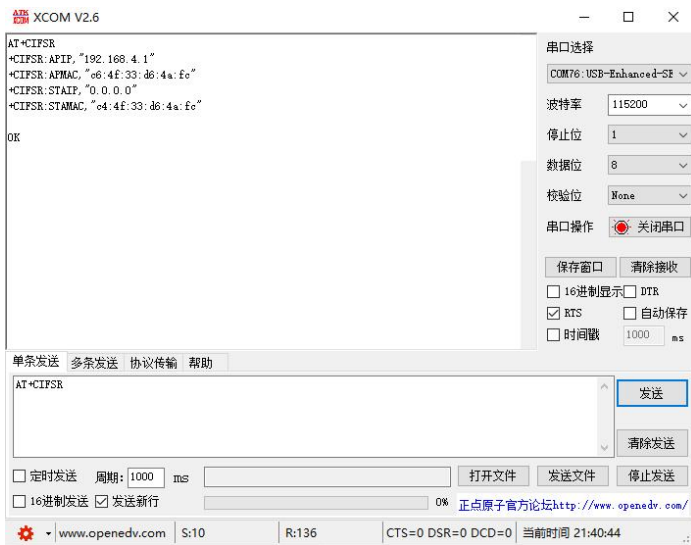 XCOM V2.6
AT+CIFSR
+CIFSR:APIP,"192.168.4.1"
+CIFSR:APMAC,"c6:4f:33:d6:4a:fc"
+CIFSR:STAIP,"0.0.0.0"
+CIFSR:STAMAC,"c4:4f:33:d6:4a:fc"
OK
串口选择
COM76:USB-Enhanced-SE
波特率 115200
停止位 1
数据位 8
校验位 None
串口操作 关闭串口
保存窗口 清除接收
16进制显示 DTR
RTS 自动保存
时间戳 1000 ms
单条发送 多条发送 协议传输 帮助
AT+CIFSR
发送
清除发送
定时发送 周期: 1000 ms 打开文件 发送文件 停止发送
16进制发送 发送新行 0% 正点原子官方论坛http://www.openedv.com/
www.openedv.com S:10 R:136 CTS=0 DSR=0 DCD=0 当前时间 21:40:44